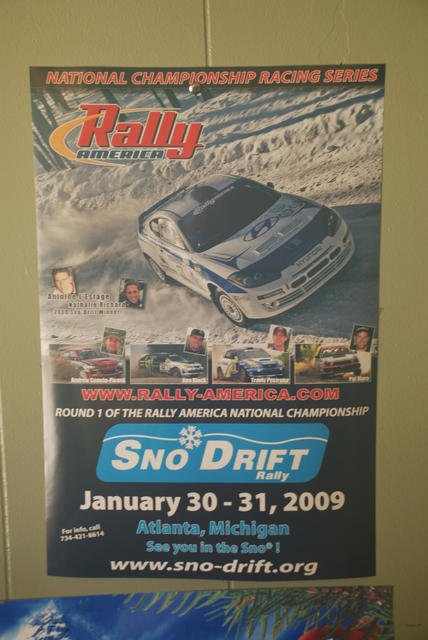 NATIONAL CHAMPIONSHIP RACING SERIES
Rally
AMERICA
HYUNDAI
Antoine L'Estage
Nathalie Richard
2008 Sno Drift Winner
Andrew Comrie-Picard
Ken Block
Travis Pastrana
Pat Moro
WWW.RALLY-AMERICA.COM
ROUND 1 OF THE RALLY AMERICA NATIONAL CHAMPIONSHIP
SNO DRIFT
Rally
January 30 - 31, 2009
For info, call
734-421-8614
Atlanta, Michigan
See you in the Sno® !
www.sno-drift.org